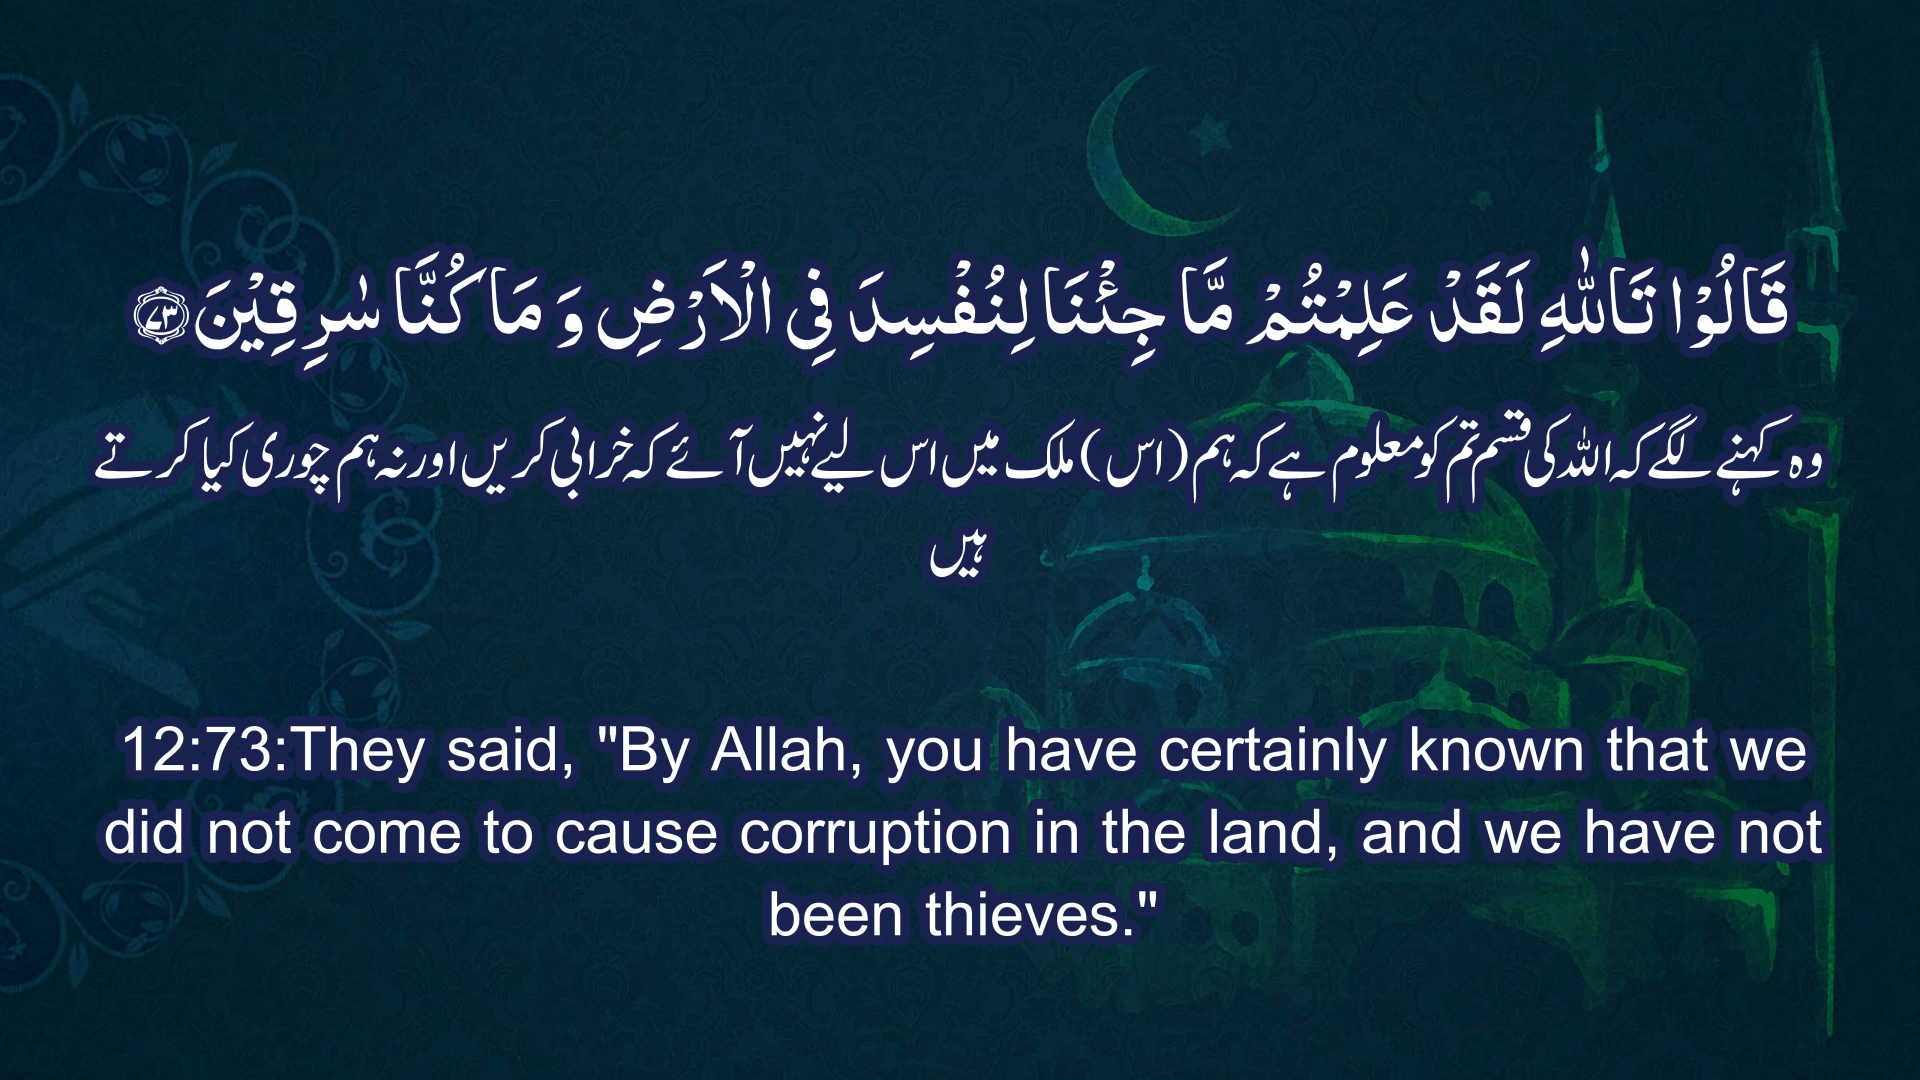 قَالُوْا تَاللّٰهِ لَقَدْ عَلِمْتُمْ مَّا جِئْنَا لِنُفْسِدَ فِی الْاَرْضِ وَ مَا كُنَّا سٰرِقِیْنَ ﴿۷۳﴾
وہ کہنے لگے کہ اللہ کی قسم تم کو معلوم ہے کہ ہم (اس) ملک میں اس لیے نہیں آئے کہ خرابی کریں اور نہ ہم چوری کیا کرتے
ہیں
12:73:They said, "By Allah, you have certainly known that we
did not come to cause corruption in the land, and we have not
been thieves."